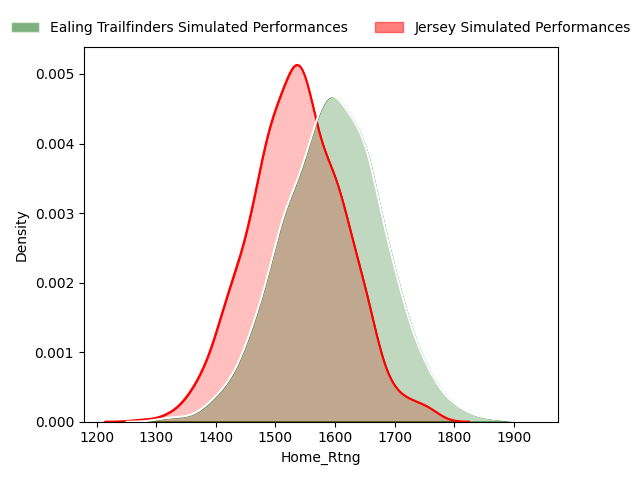 Ealing Trailfinders Simulated Performances
Jersey Simulated Performances
0.005
0.004
0.003
0.002
0.001
0.000
Density
1200 1300 1400 1500 1600 1700 1800 1900
Home_Rtng